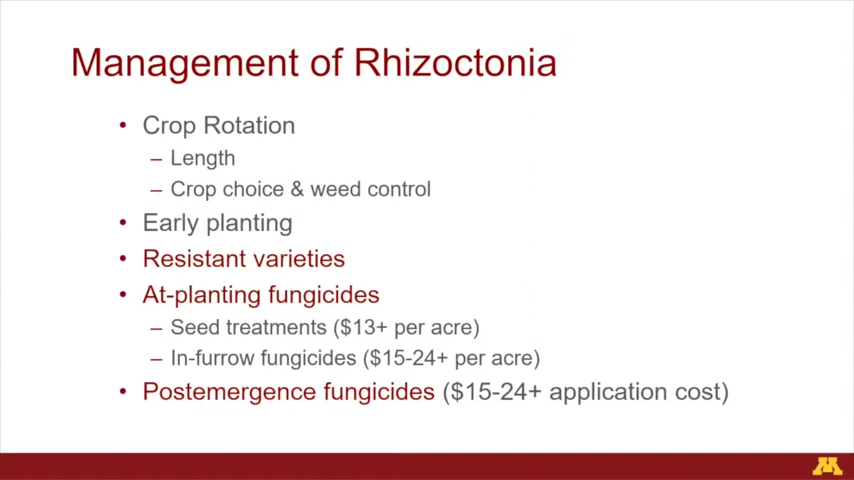 Management of Rhizoctonia
• Crop Rotation
– Length
– Crop choice & weed control
• Early planting
• Resistant varieties
• At-planting fungicides
– Seed treatments ($13+ per acre)
– In-furrow fungicides ($15-24+ per acre)
• Postemergence fungicides ($15-24+ application cost)
M